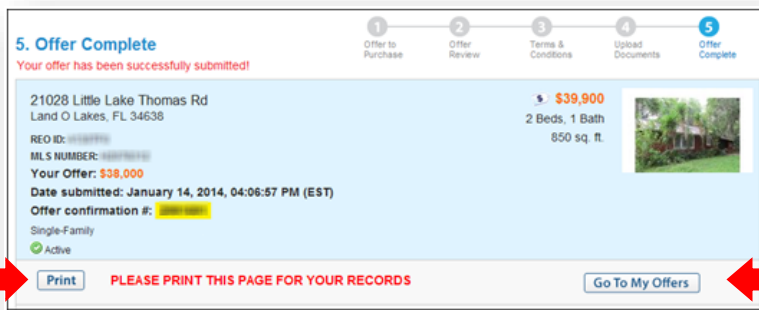 1 2 3 4 5
5. Offer Complete
Offer to Purchase
Offer Review
Terms & Conditions
Upload Documents
Offer Complete
Your offer has been successfully submitted!
21028 Little Lake Thomas Rd
Land O Lakes, FL 34638
REO ID:
MLS NUMBER:
Your Offer: $38,000
Date submitted: January 14, 2014, 04:06:57 PM (EST)
Offer confirmation #:
Single-Family
Active
$ $39,900
2 Beds, 1 Bath
850 sq. ft.
Print
PLEASE PRINT THIS PAGE FOR YOUR RECORDS
Go To My Offers